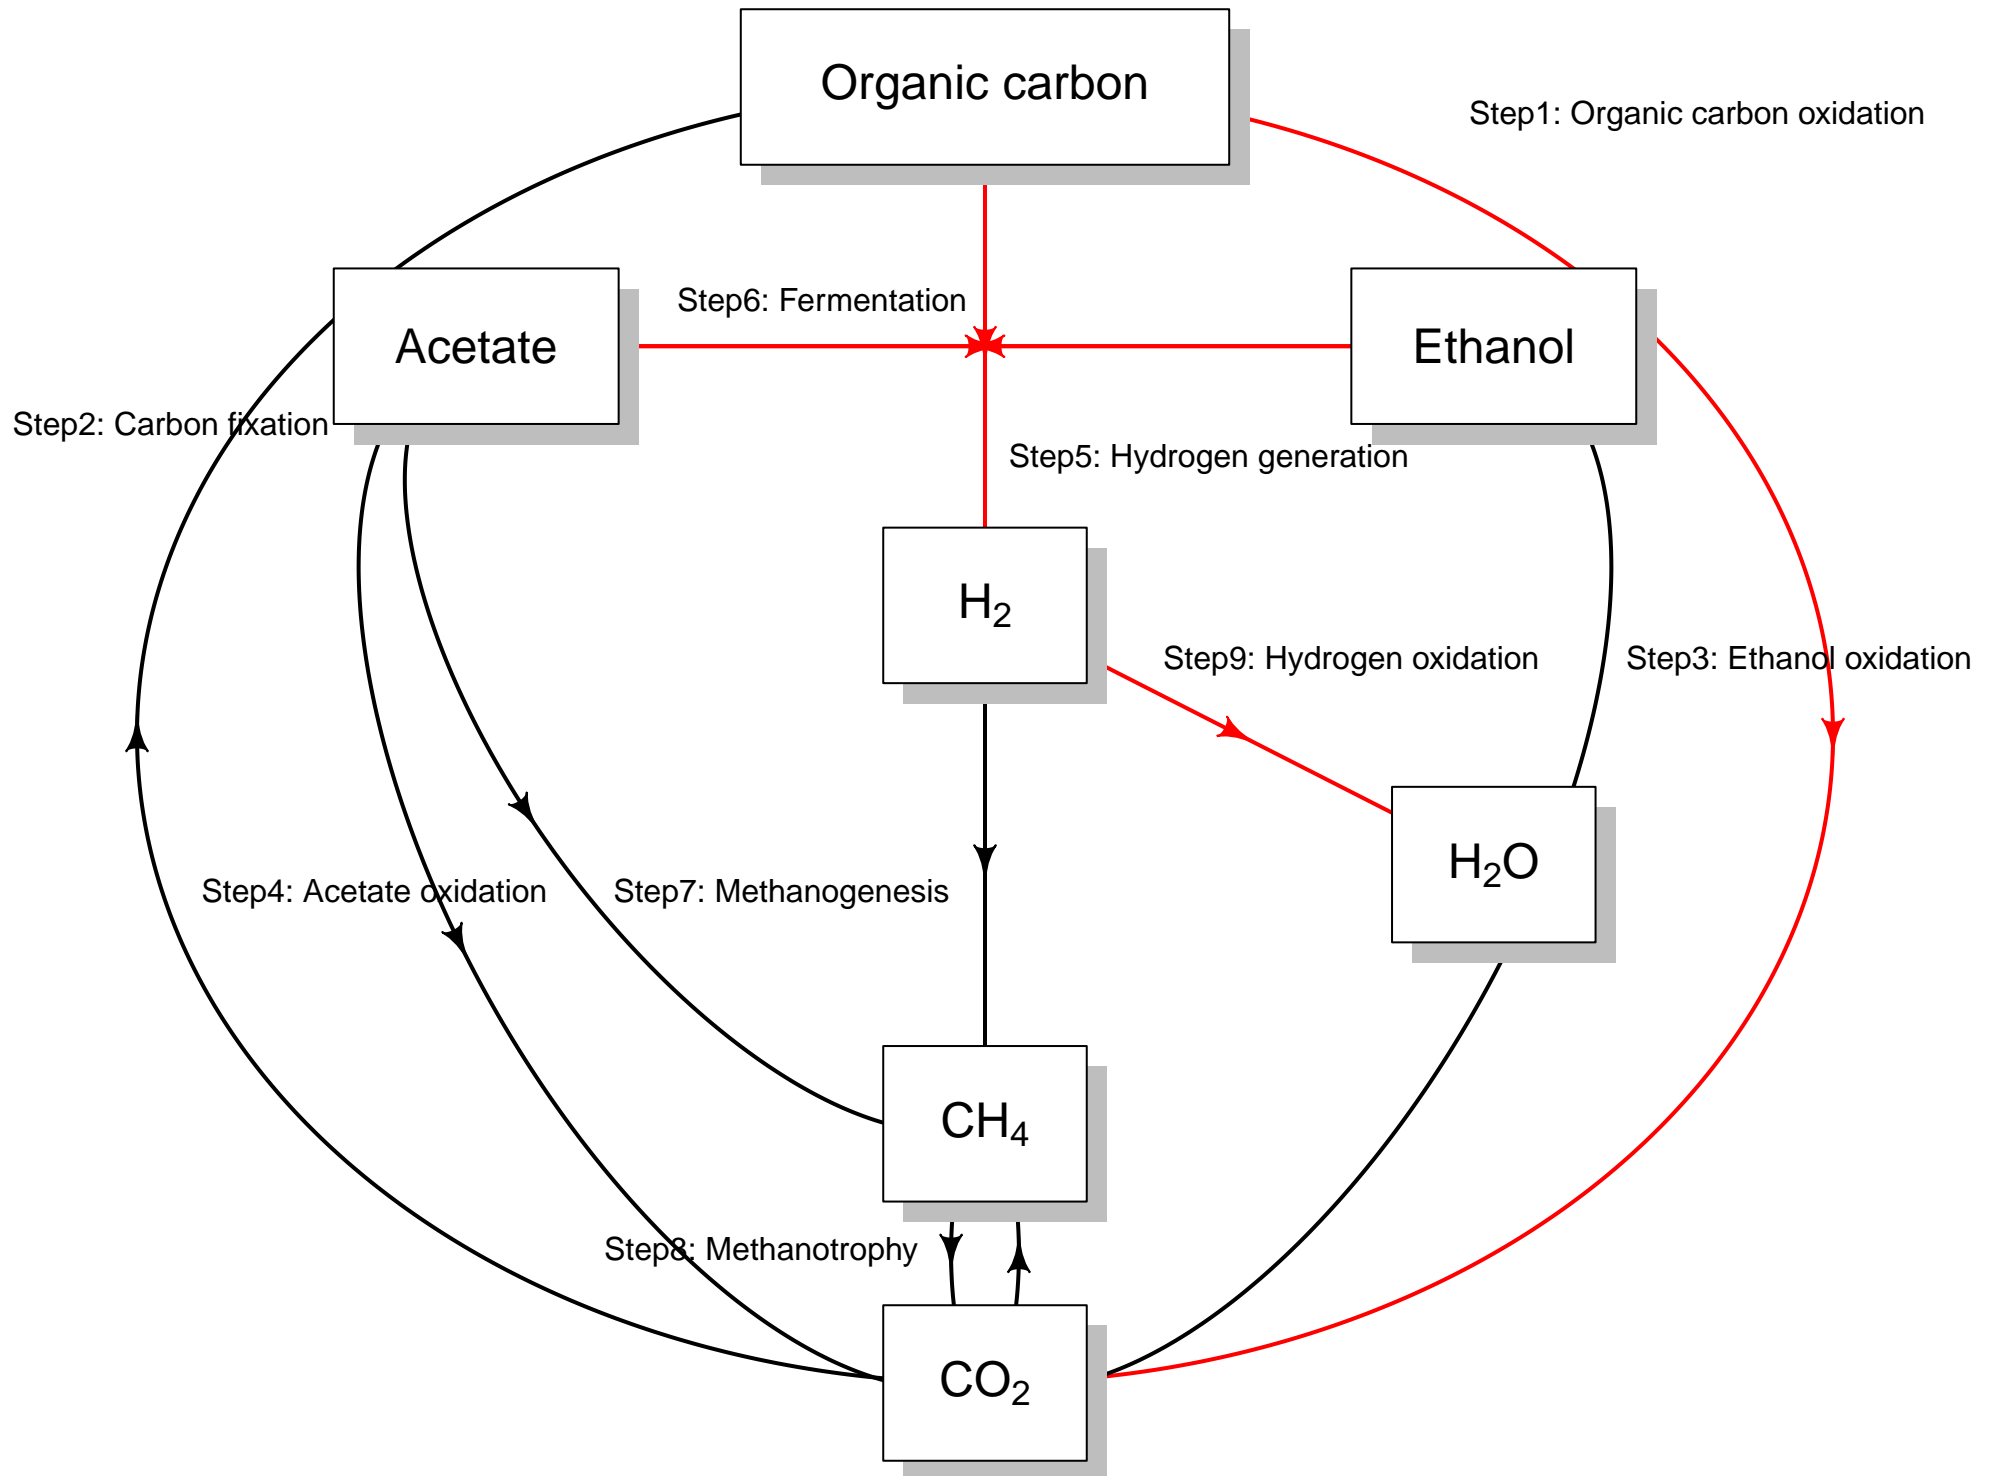 Organic carbon
Step1: Organic carbon oxidation
Step6: Fermentation
Acetate
Ethanol
Step2: Carbon fixation
Step5: Hydrogen generation
H₂
Step9: Hydrogen oxidation
Step3: Ethanol oxidation
H₂O
Step4: Acetate oxidation
Step7: Methanogenesis
CH₄
Step8: Methanotrophy
CO₂